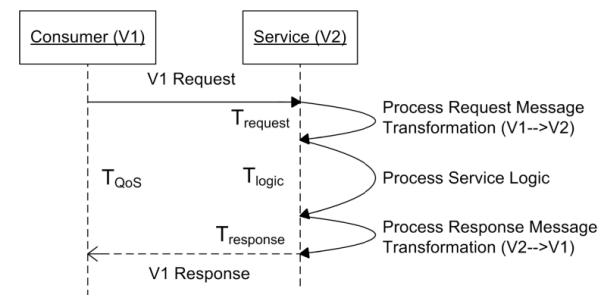 Consumer (V1)
Service (V2)
V1 Request
Trequest
Process Request Message
Transformation (V1-->V2)
TQoS
Tlogic
Process Service Logic
Tresponse
Process Response Message
Transformation (V2-->V1)
V1 Response